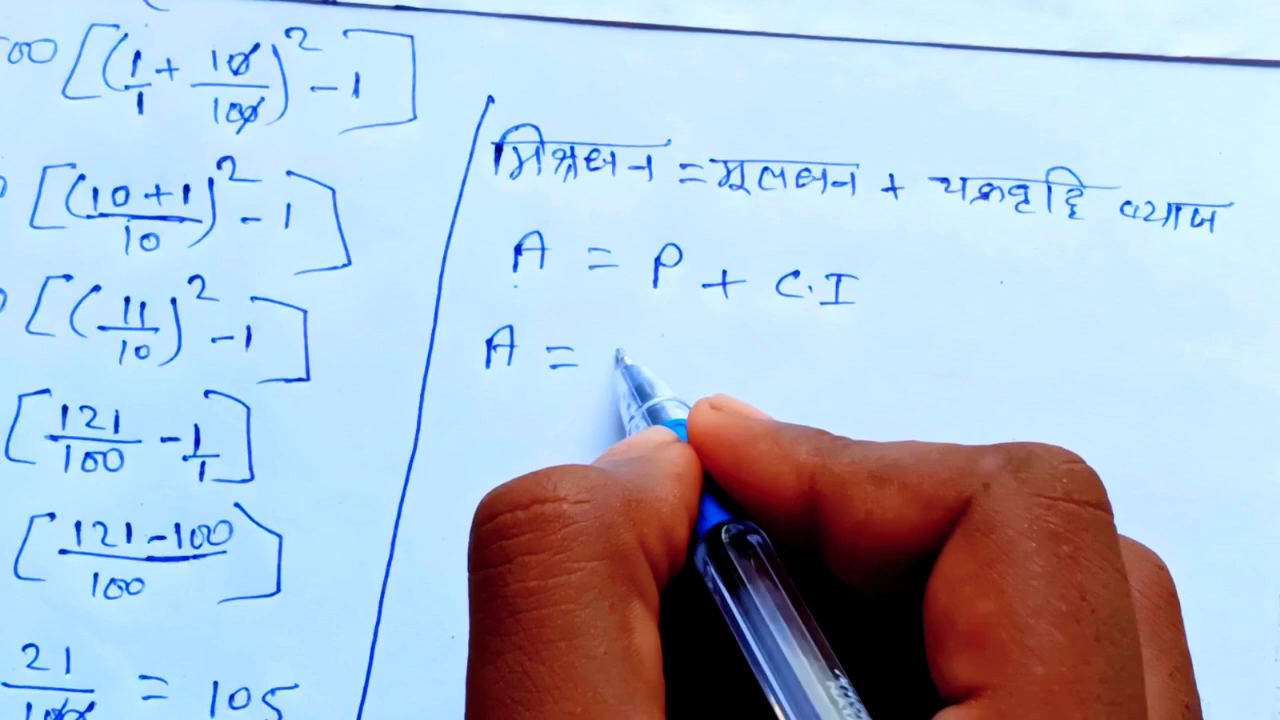 00 [(1/1 + 10/100)² - 1]
[(10+1/10)² - 1]
[(11/10)² - 1]
[121/100 - 1/1]
[121-100/100]
21/100 = 105
मिश्रधन = मूलधन + चक्रवृद्धि ब्याज
A = P + C.I
A =